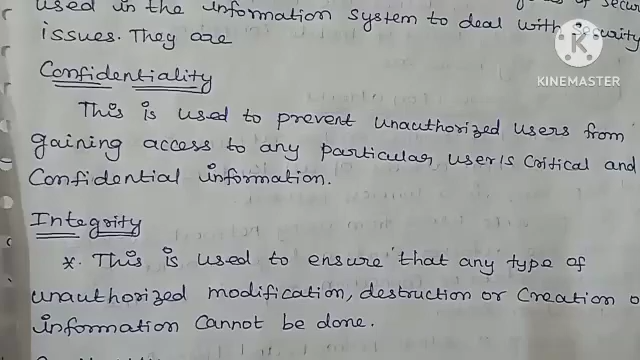 used in the information system to deal with security
issues. They are
Confidentiality
This is used to prevent unauthorized users from
gaining access to any particular user's critical and
Confidential information.
Integrity
*. This is used to ensure that any type of
unauthorized modification, destruction or Creation o
information Cannot be done.
KINEMASTER